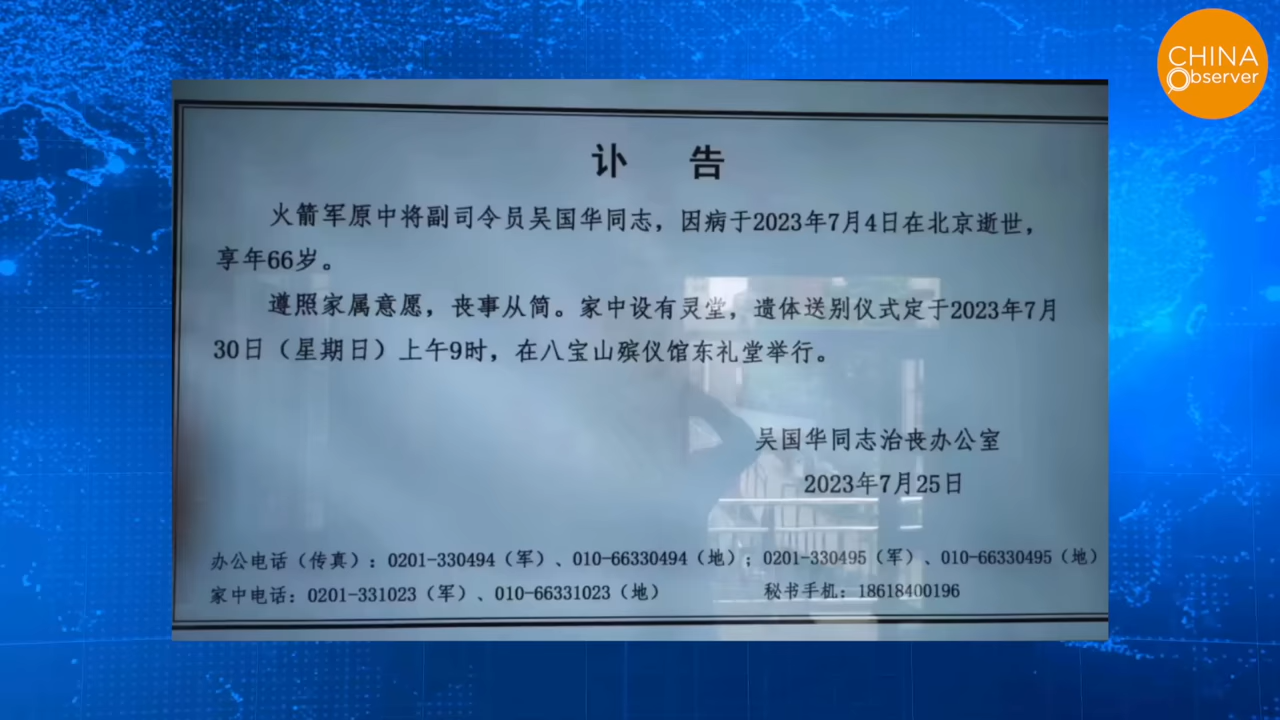 CHINA
Observer
讣 告
火箭军原中将副司令员吴国华同志，因病于2023年7月4日在北京逝世，
享年66岁。
遵照家属意愿，丧事从简。家中设有灵堂，遗体送别仪式定于2023年7月
30日（星期日）上午9时，在八宝山殡仪馆东礼堂举行。
吴国华同志治丧办公室
2023年7月25日
办公电话（传真）：0201-330494（军）、010-66330494（地）；0201-330495（军）、010-66330495（地）
家中电话：0201-331023（军）、010-66331023（地） 秘书手机：18618400196